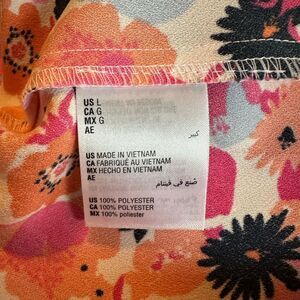 US L
CA G
MX G
AE كبير
US MADE IN VIETNAM
CA FABRIQUÉ AU VIETNAM
MX HECHO EN VIETNAM
AE صنع في فيتنام
US 100% POLYESTER
CA 100% POLYESTER
MX 100% poliester